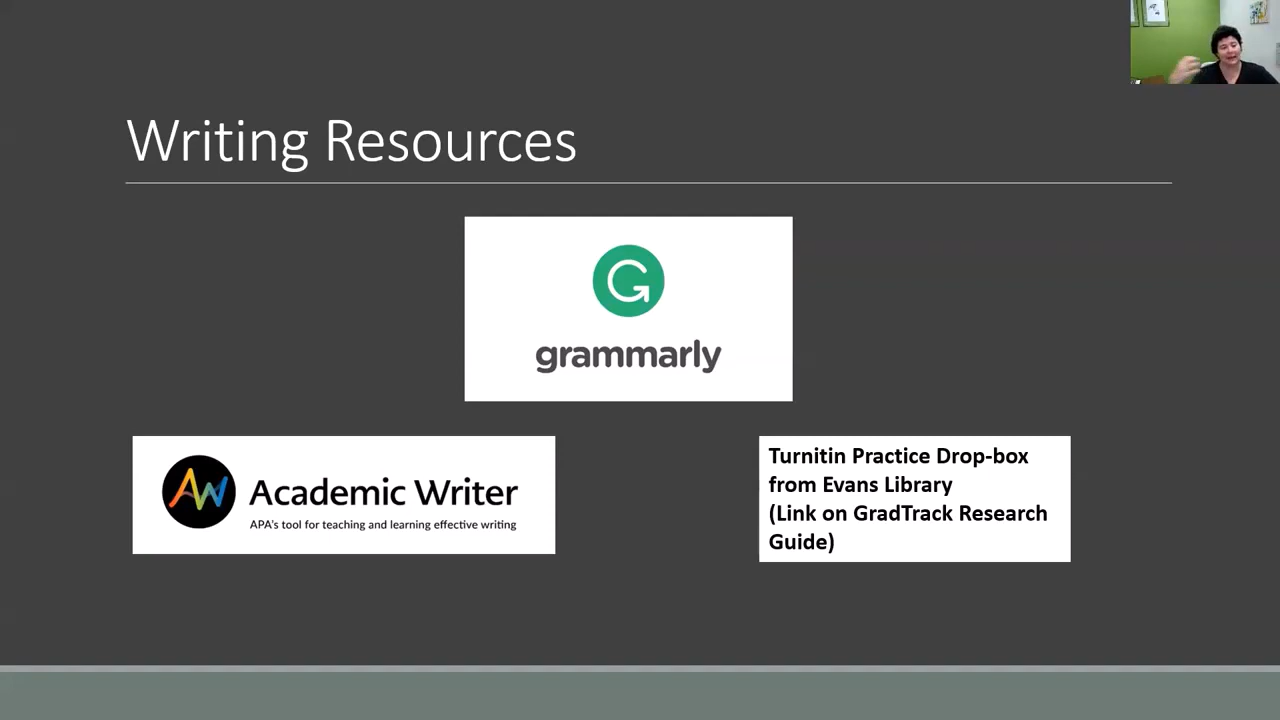 Writing Resources
grammarly
Academic Writer
APA's tool for teaching and learning effective writing
Turnitin Practice Drop-box
from Evans Library
(Link on GradTrack Research
Guide)